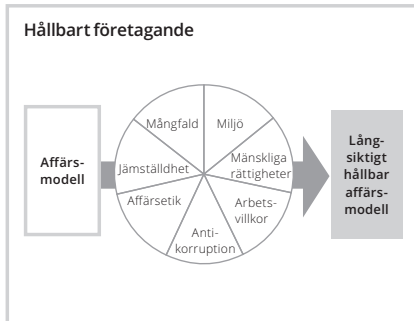 Hållbart företagande
Affärs-
modell
Mångfald
Miljö
Jämställdhet
Mänskliga
rättigheter
Affärsetik
Arbets-
villkor
Anti-
korruption
Lång-
siktigt
hållbar
affärs-
modell